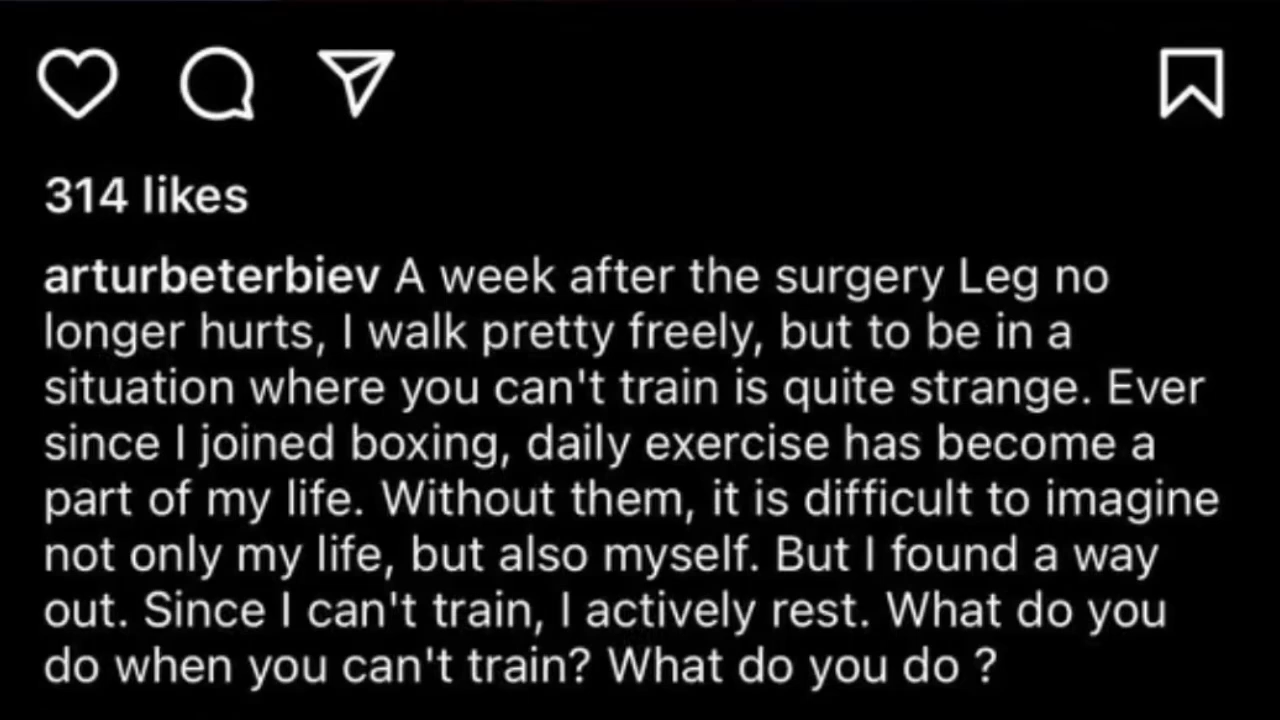 314 likes
arturbeterbiev A week after the surgery Leg no
longer hurts, I walk pretty freely, but to be in a
situation where you can't train is quite strange. Ever
since I joined boxing, daily exercise has become a
part of my life. Without them, it is difficult to imagine
not only my life, but also myself. But I found a way
out. Since I can't train, I actively rest. What do you
do when you can't train? What do you do ?